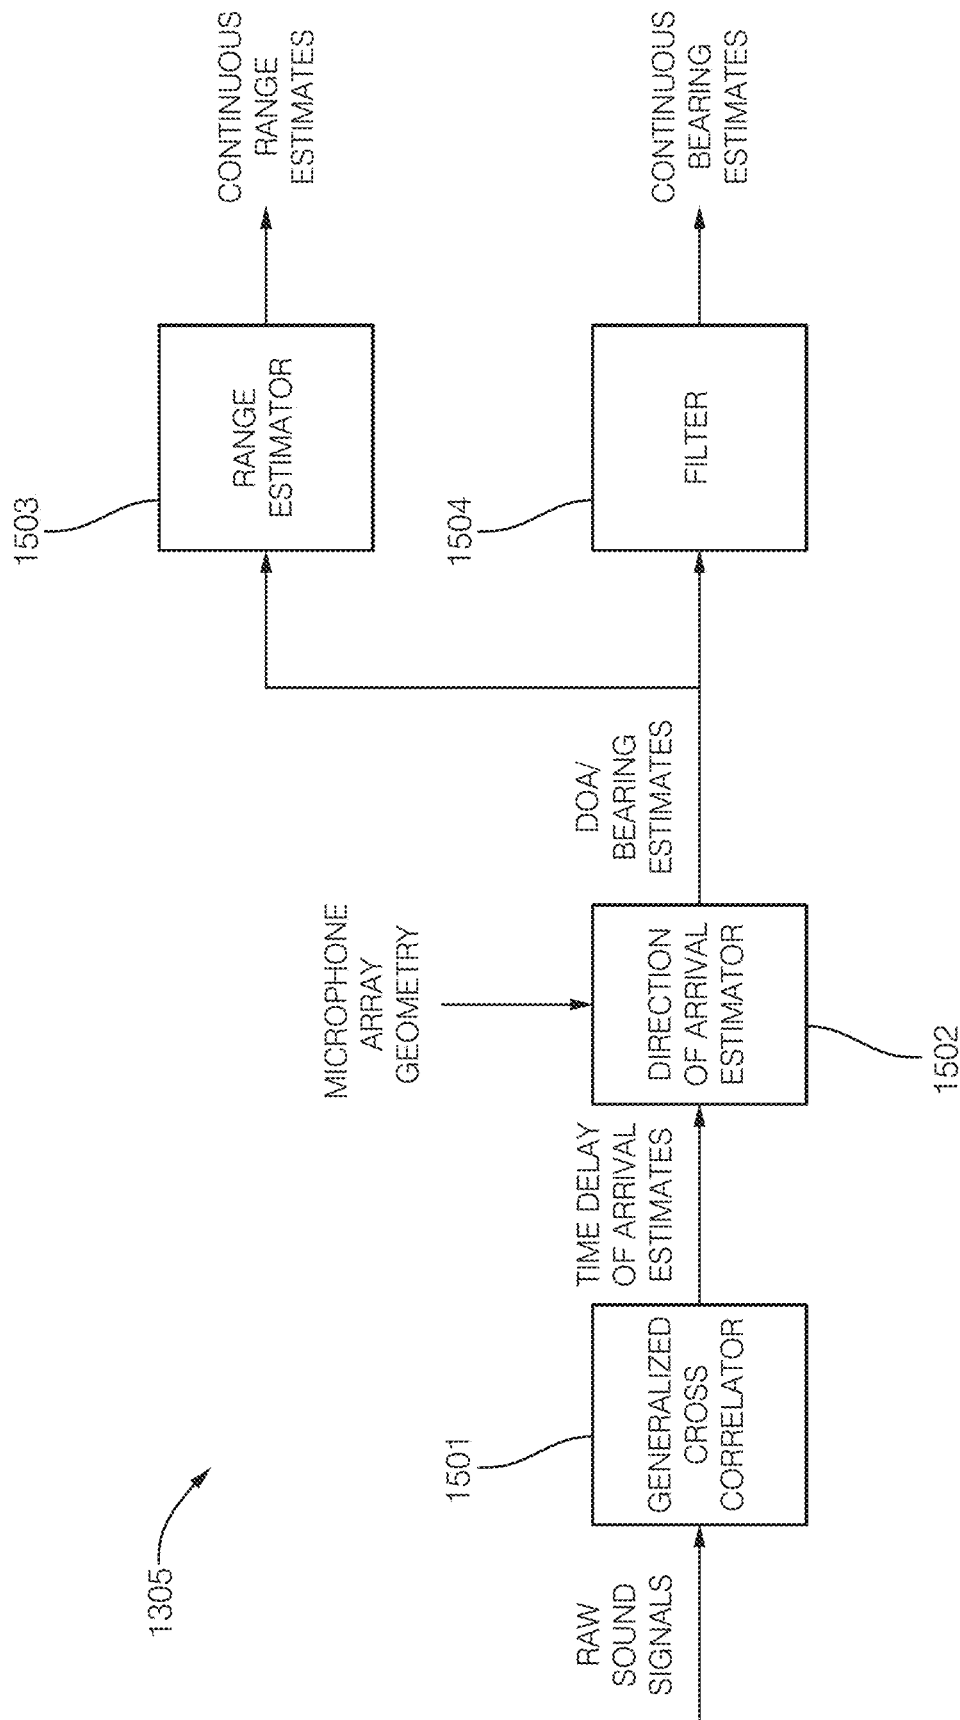 1305
RAW
SOUND
SIGNALS
1501
GENERALIZED
CROSS
CORRELATOR
TIME DELAY
OF ARRIVAL
ESTIMATES
MICROPHONE
ARRAY
GEOMETRY
DIRECTION
OF ARRIVAL
ESTIMATOR
1502
DOA/
BEARING
ESTIMATES
1503
RANGE
ESTIMATOR
CONTINUOUS
RANGE
ESTIMATES
1504
FILTER
CONTINUOUS
BEARING
ESTIMATES